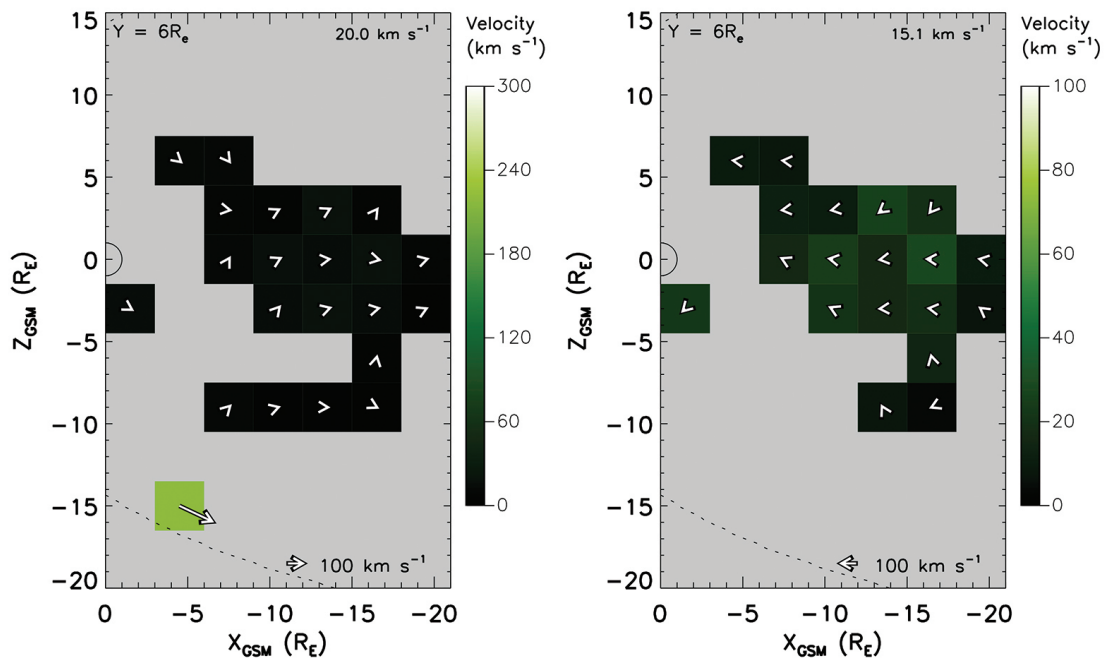 Y = 6Rₑ 20.0 km s⁻¹
Velocity
(km s⁻¹)
15
10
5
0
−5
−10
−15
−20
Z_GSM (R_E)
300
240
180
120
60
0
100 km s⁻¹
0 −5 −10 −15 −20
X_GSM (R_E)
Y = 6Rₑ 15.1 km s⁻¹
Velocity
(km s⁻¹)
15
10
5
0
−5
−10
−15
−20
Z_GSM (R_E)
100
80
60
40
20
0
100 km s⁻¹
0 −5 −10 −15 −20
X_GSM (R_E)